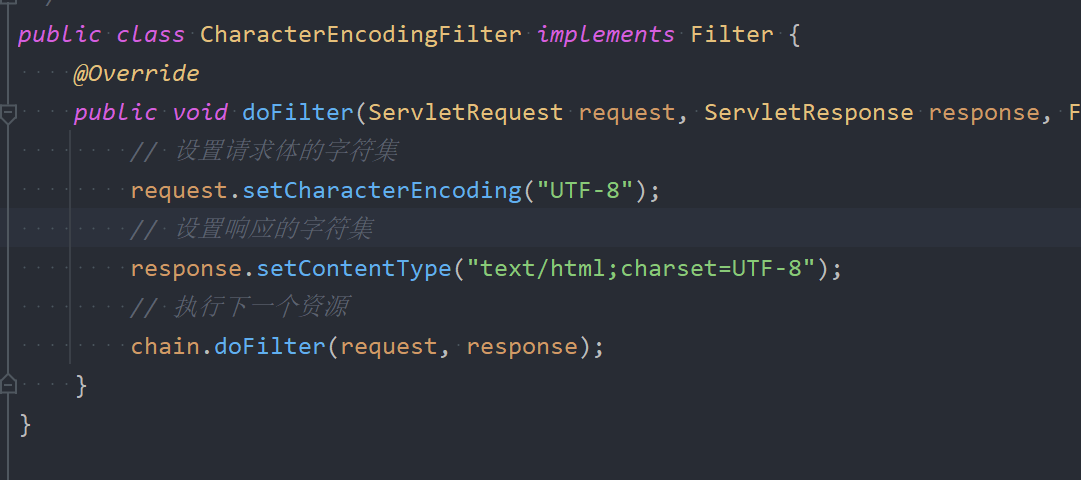 public class CharacterEncodingFilter implements Filter {
@Override
public void doFilter(ServletRequest request, ServletResponse response, F
// 设置请求体的字符集
request.setCharacterEncoding("UTF-8");
// 设置响应的字符集
response.setContentType("text/html;charset=UTF-8");
// 执行下一个资源
chain.doFilter(request, response);
}
}